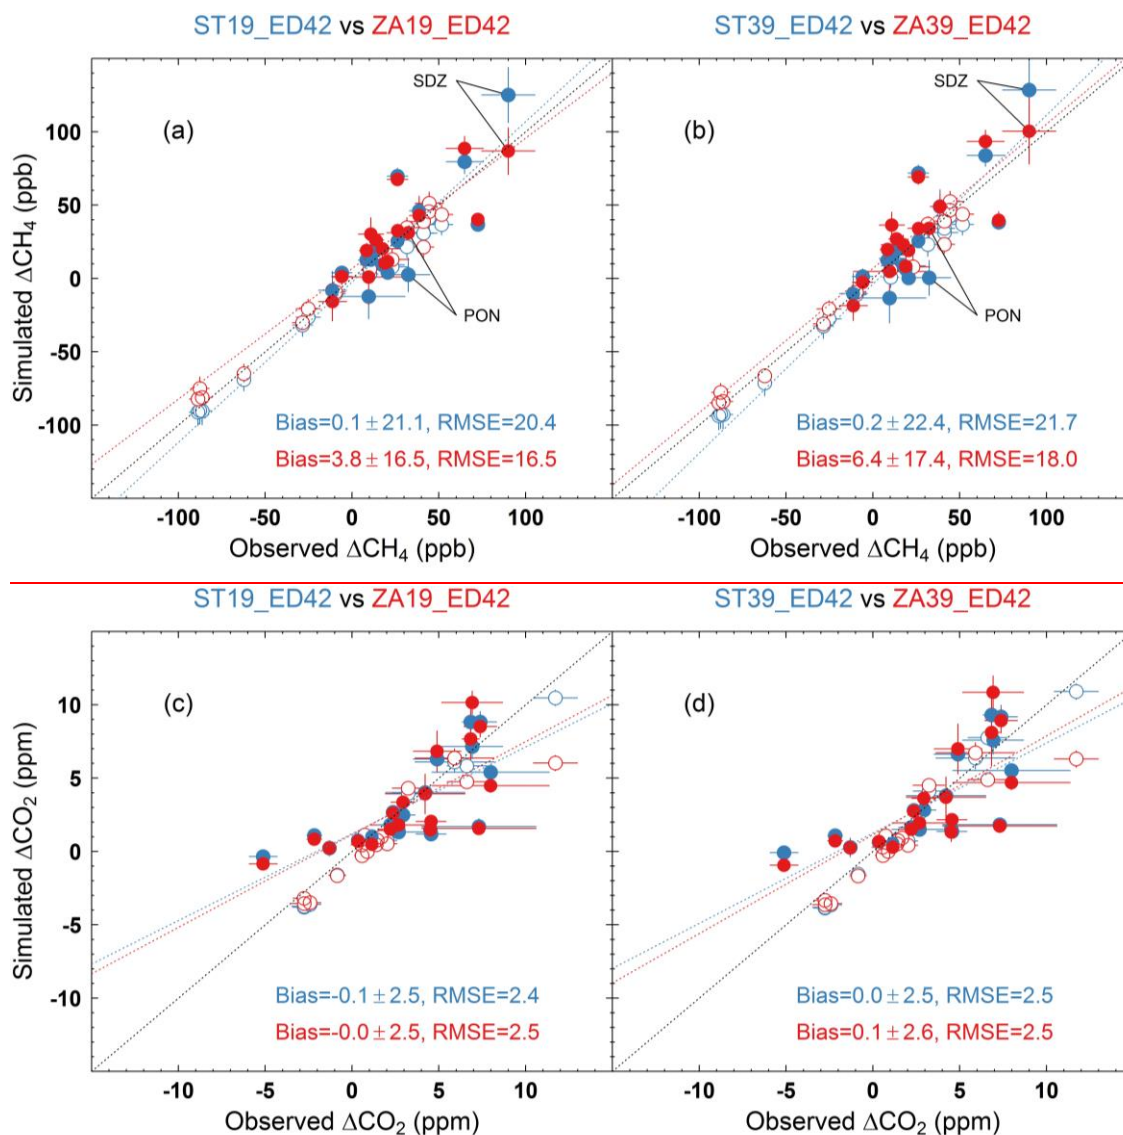 ST19_ED42 vs ZA19_ED42
ST39_ED42 vs ZA39_ED42
Simulated ΔCH₄ (ppb)
100
50
0
-50
-100
(a)
SDZ
PON
Bias=0.1±21.1, RMSE=20.4
Bias=3.8±16.5, RMSE=16.5
(b)
SDZ
PON
Bias=0.2±22.4, RMSE=21.7
Bias=6.4±17.4, RMSE=18.0
-100 -50 0 50 100
-100 -50 0 50 100
Observed ΔCH₄ (ppb)
Observed ΔCH₄ (ppb)
ST19_ED42 vs ZA19_ED42
ST39_ED42 vs ZA39_ED42
Simulated ΔCO₂ (ppm)
10
5
0
-5
-10
(c)
Bias=-0.1±2.5, RMSE=2.4
Bias=-0.0±2.5, RMSE=2.5
(d)
Bias=0.0±2.5, RMSE=2.5
Bias=0.1±2.6, RMSE=2.5
-10 -5 0 5 10
-10 -5 0 5 10
Observed ΔCO₂ (ppm)
Observed ΔCO₂ (ppm)